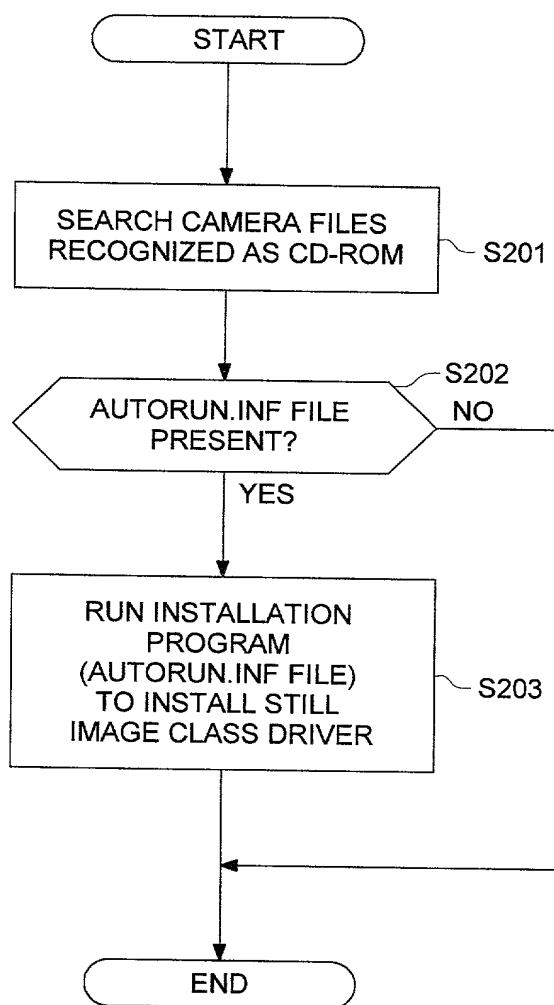 START
SEARCH CAMERA FILES
RECOGNIZED AS CD-ROM
S201
S202
AUTORUN.INF FILE
PRESENT?
NO
YES
RUN INSTALLATION
PROGRAM
(AUTORUN.INF FILE)
TO INSTALL STILL
IMAGE CLASS DRIVER
S203
END